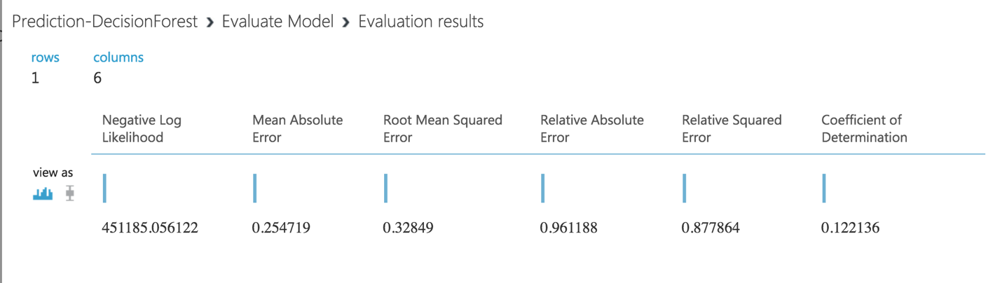 Prediction-DecisionForest › Evaluate Model › Evaluation results
rows columns
1 6
Negative Log Mean Absolute Root Mean Squared Relative Absolute Relative Squared Coefficient of
Likelihood Error Error Error Error Determination
view as
451185.056122 0.254719 0.32849 0.961188 0.877864 0.122136